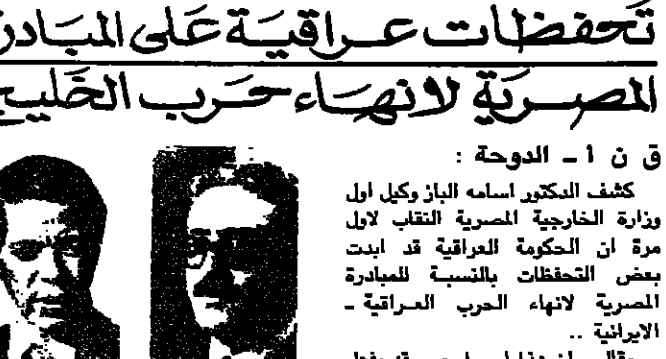 تحفظات عراقية على المبادرة
المصرية لانهاء حرب الخليج
ق ن أ ـ الدوحة :
كشف الدكتور اسامه الباز وكيل اول
وزارة الخارجية المصرية النقاب لاول
مرة ان الحكومة العراقية قد ابدت
بعض التحفظات بالنسبة للمبادرة
المصرية لانهاء الحرب العراقية ـ
الايرانية ..